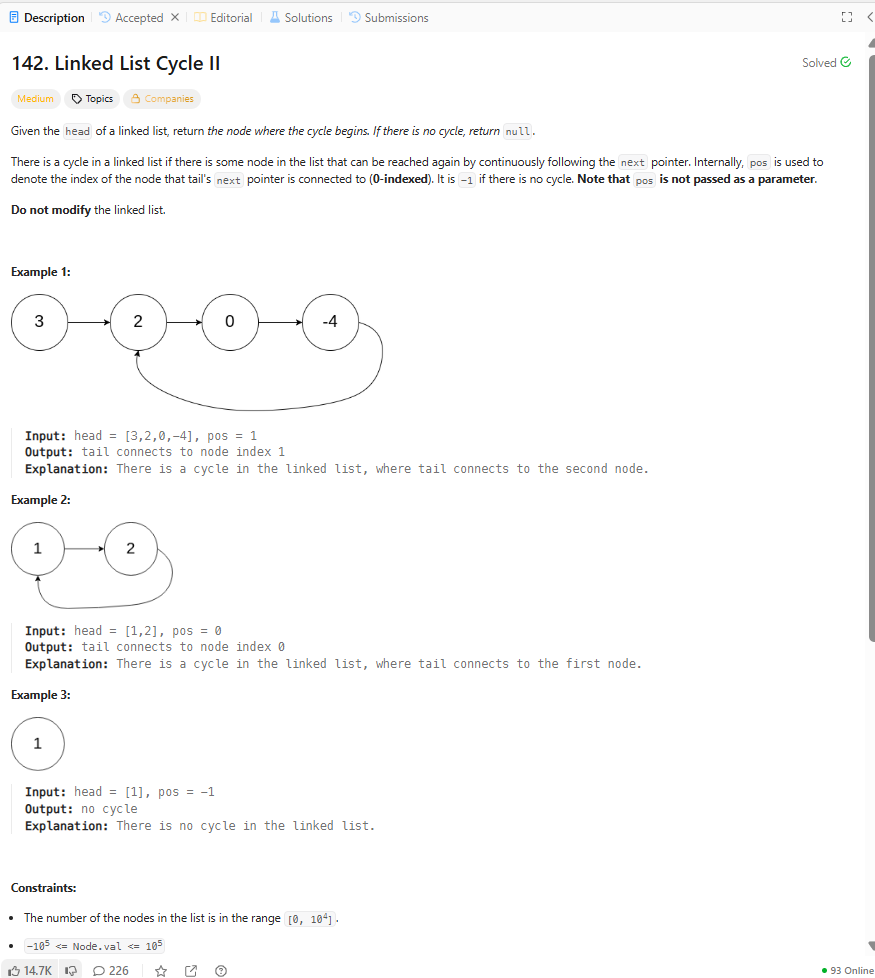 Description Accepted Editorial Solutions Submissions
142. Linked List Cycle II
Solved
Medium Topics Companies
Given the head of a linked list, return the node where the cycle begins. If there is no cycle, return null.
There is a cycle in a linked list if there is some node in the list that can be reached again by continuously following the next pointer. Internally, pos is used to
denote the index of the node that tail's next pointer is connected to (0-indexed). It is -1 if there is no cycle. Note that pos is not passed as a parameter.
Do not modify the linked list.
Example 1:
3 2 0 -4
Input: head = [3,2,0,-4], pos = 1
Output: tail connects to node index 1
Explanation: There is a cycle in the linked list, where tail connects to the second node.
Example 2:
1 2
Input: head = [1,2], pos = 0
Output: tail connects to node index 0
Explanation: There is a cycle in the linked list, where tail connects to the first node.
Example 3:
1
Input: head = [1], pos = -1
Output: no cycle
Explanation: There is no cycle in the linked list.
Constraints:
• The number of the nodes in the list is in the range [0, 10⁴].
• -10⁵ <= Node.val <= 10⁵
14.7K 226 93 Online